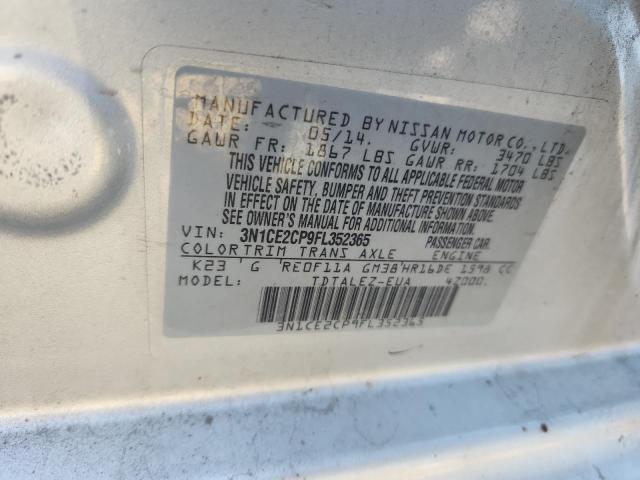 MANUFACTURED BY NISSAN MOTOR CO., LTD.
DATE: 05/14. GVWR: 3470 LBS
GAWR FR: 1867 LBS GAWR RR: 1704 LBS
THIS VEHICLE CONFORMS TO ALL APPLICABLE FEDERAL MOTOR
VEHICLE SAFETY, BUMPER AND THEFT PREVENTION STANDARDS
IN EFFECT ON THE DATE OF MANUFACTURE SHOWN ABOVE.
SEE OWNER'S MANUAL FOR ADDITIONAL INFORMATION
VIN: 3N1CE2CP9FL352365 PASSENGER CAR.
COLOR TRIM TRANS AXLE ENGINE
K23 G RE0F11A GM38 HR16DE 1598 CC
MODEL: TDTALEZ-EUA 4Z000.
3N1CE2CP9FL352365